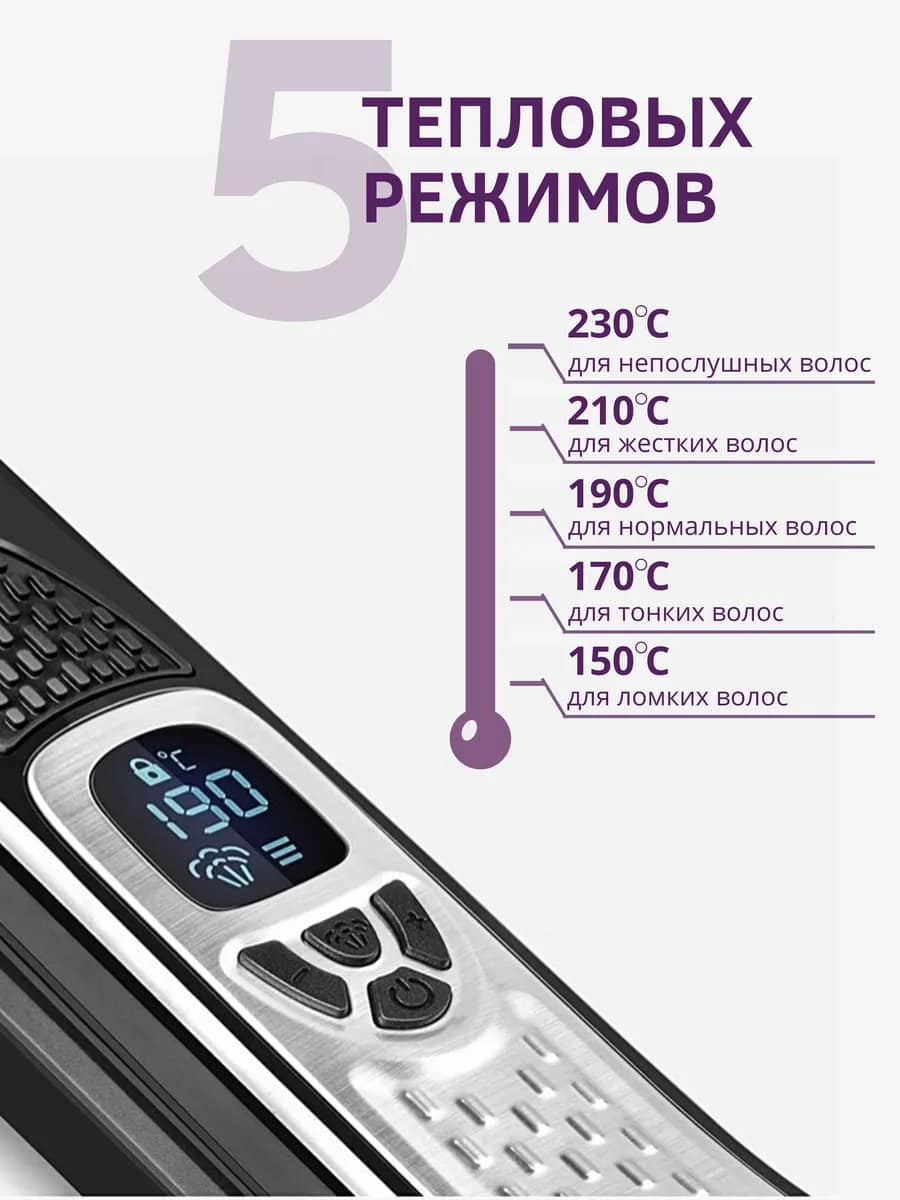 5 ТЕПЛОВЫХ
РЕЖИМОВ
230°C
для непослушных волос
210°C
для жестких волос
190°C
для нормальных волос
170°C
для тонких волос
150°C
для ломких волос
°C
190